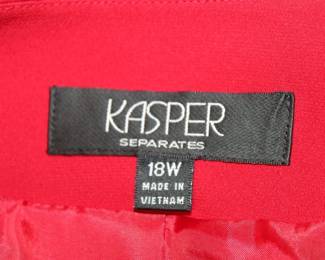 KASPER
SEPARATES
18W
MADE IN
VIETNAM